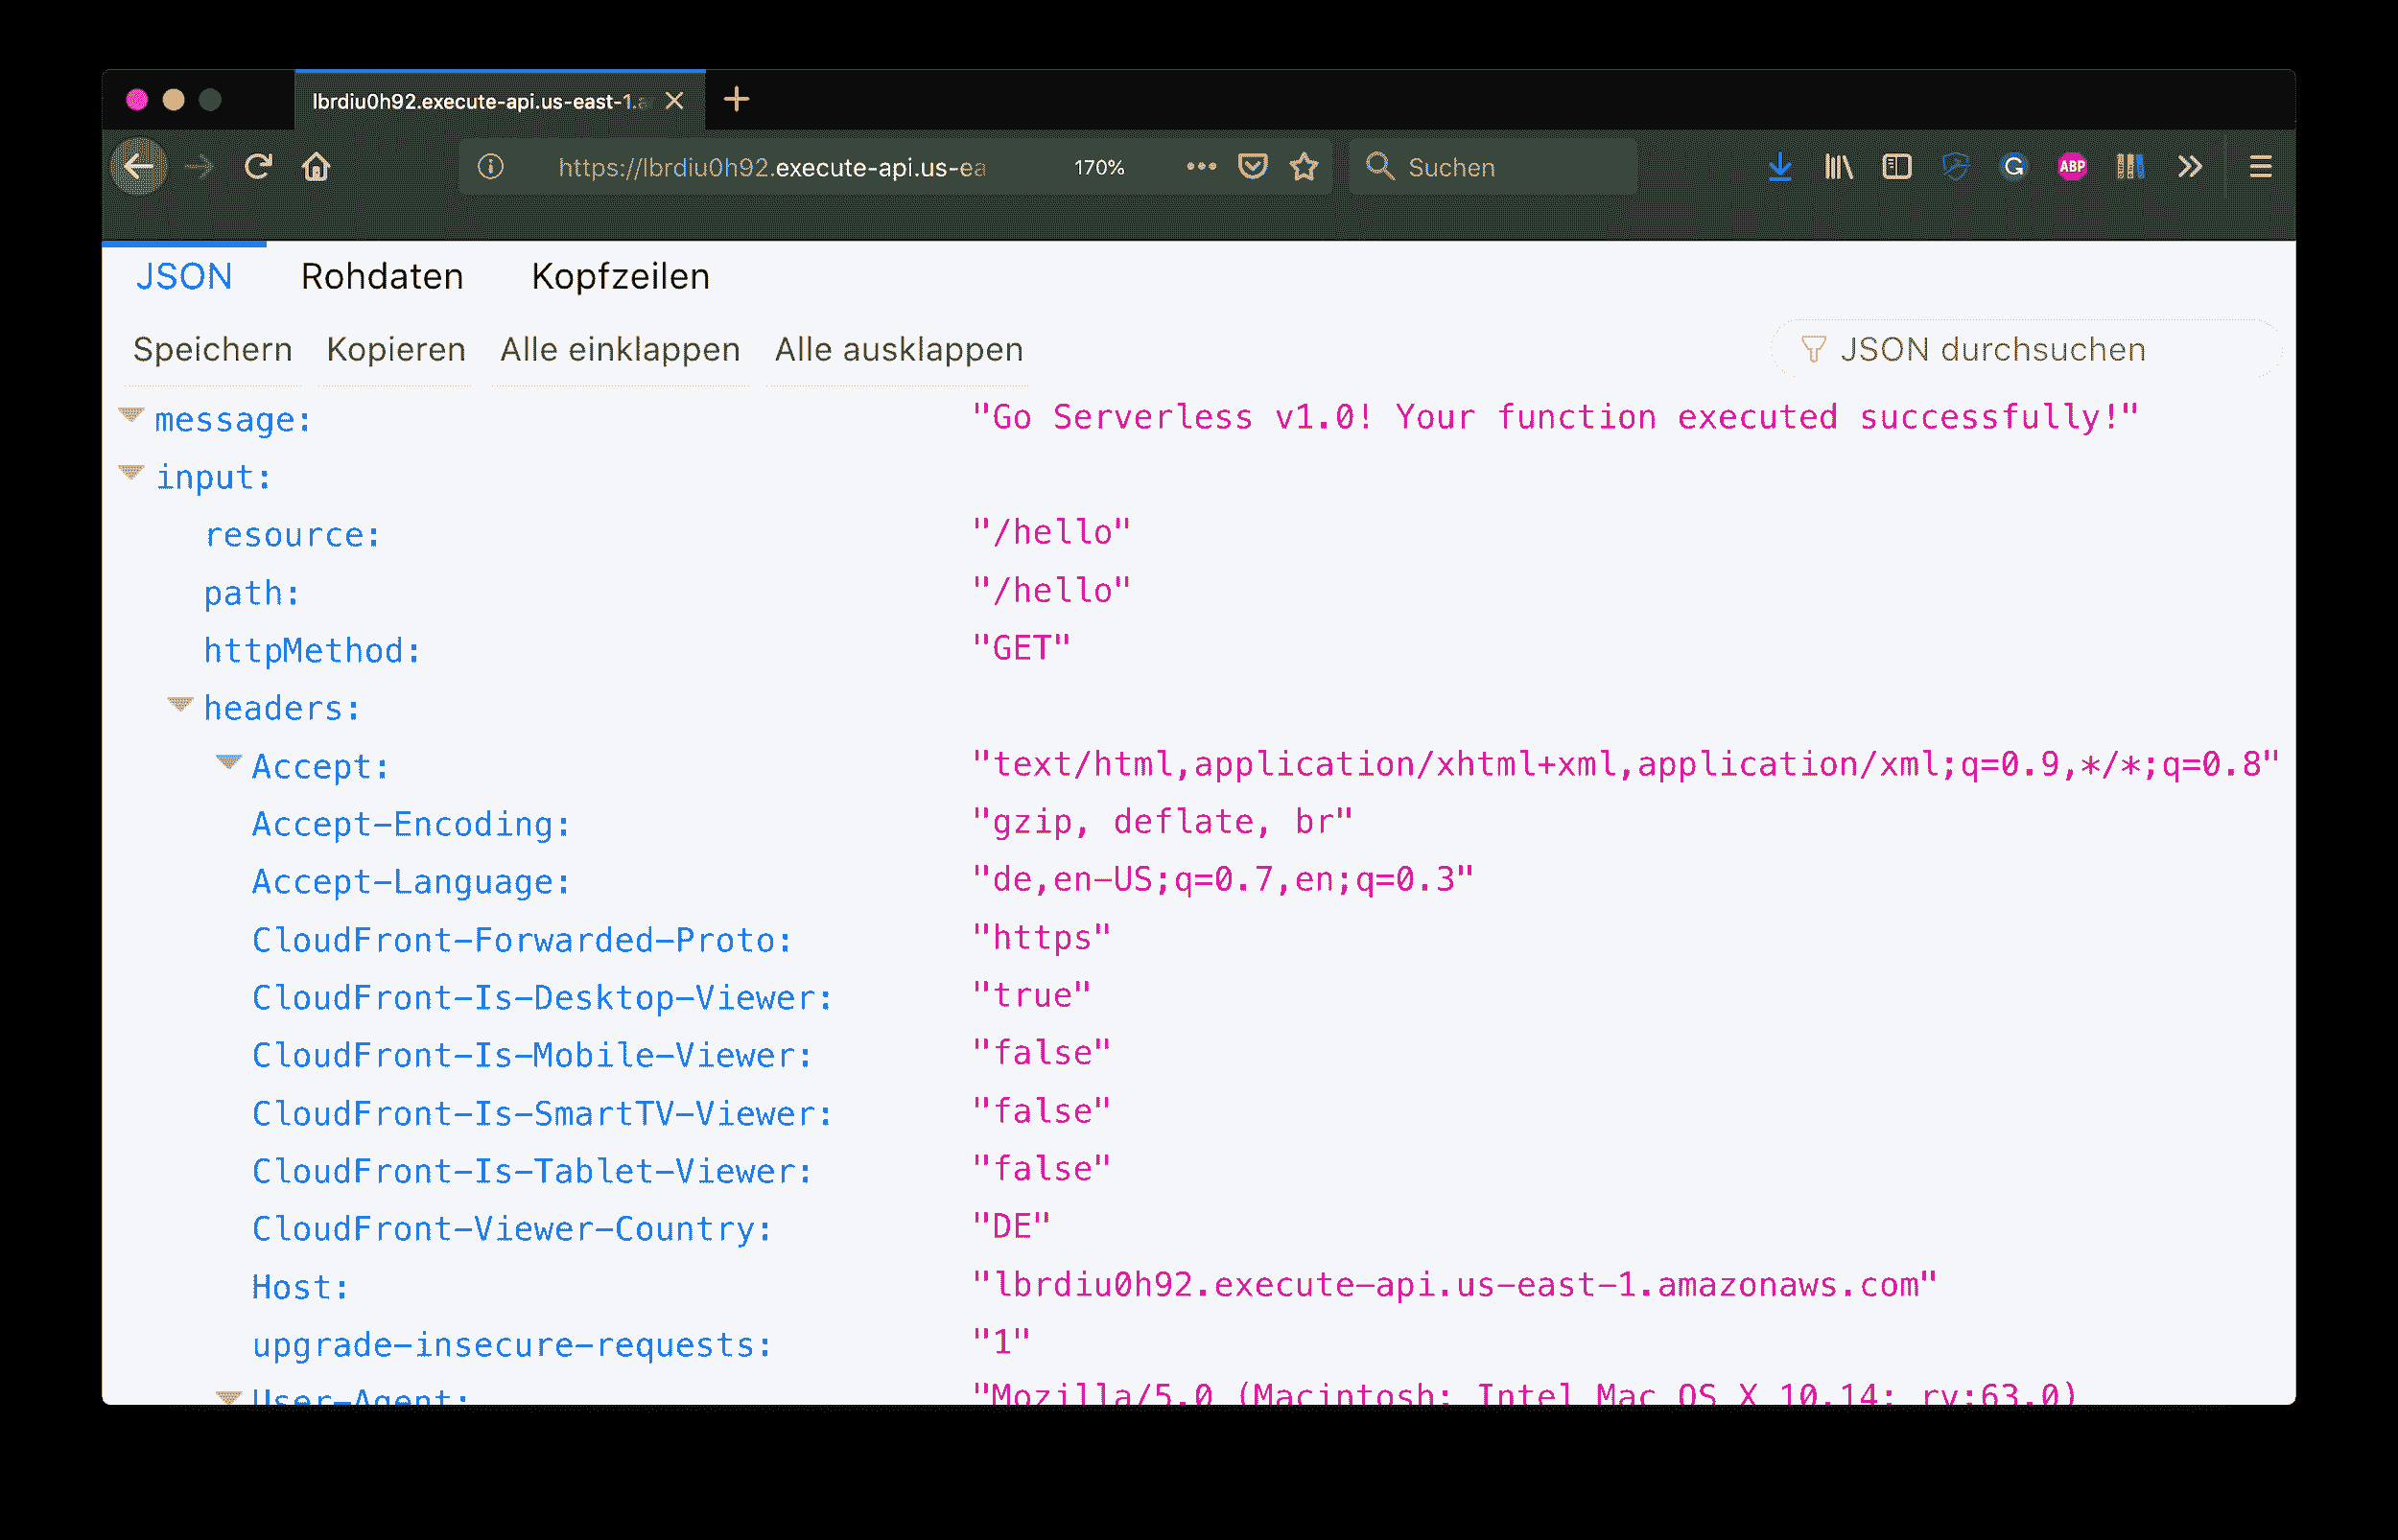 lbrdiu0h92.execute-api.us-east-1.a
https://lbrdiu0h92.execute-api.us-ea 170% Suchen G ABP
JSON Rohdaten Kopfzeilen
Speichern Kopieren Alle einklappen Alle ausklappen JSON durchsuchen
message: "Go Serverless v1.0! Your function executed successfully!"
input:
resource: "/hello"
path: "/hello"
httpMethod: "GET"
headers:
Accept: "text/html,application/xhtml+xml,application/xml;q=0.9,*/*;q=0.8"
Accept-Encoding: "gzip, deflate, br"
Accept-Language: "de,en-US;q=0.7,en;q=0.3"
CloudFront-Forwarded-Proto: "https"
CloudFront-Is-Desktop-Viewer: "true"
CloudFront-Is-Mobile-Viewer: "false"
CloudFront-Is-SmartTV-Viewer: "false"
CloudFront-Is-Tablet-Viewer: "false"
CloudFront-Viewer-Country: "DE"
Host: "lbrdiu0h92.execute-api.us-east-1.amazonaws.com"
upgrade-insecure-requests: "1"
User-Agent: "Mozilla/5.0 (Macintosh; Intel Mac OS X 10.14; rv:63.0)